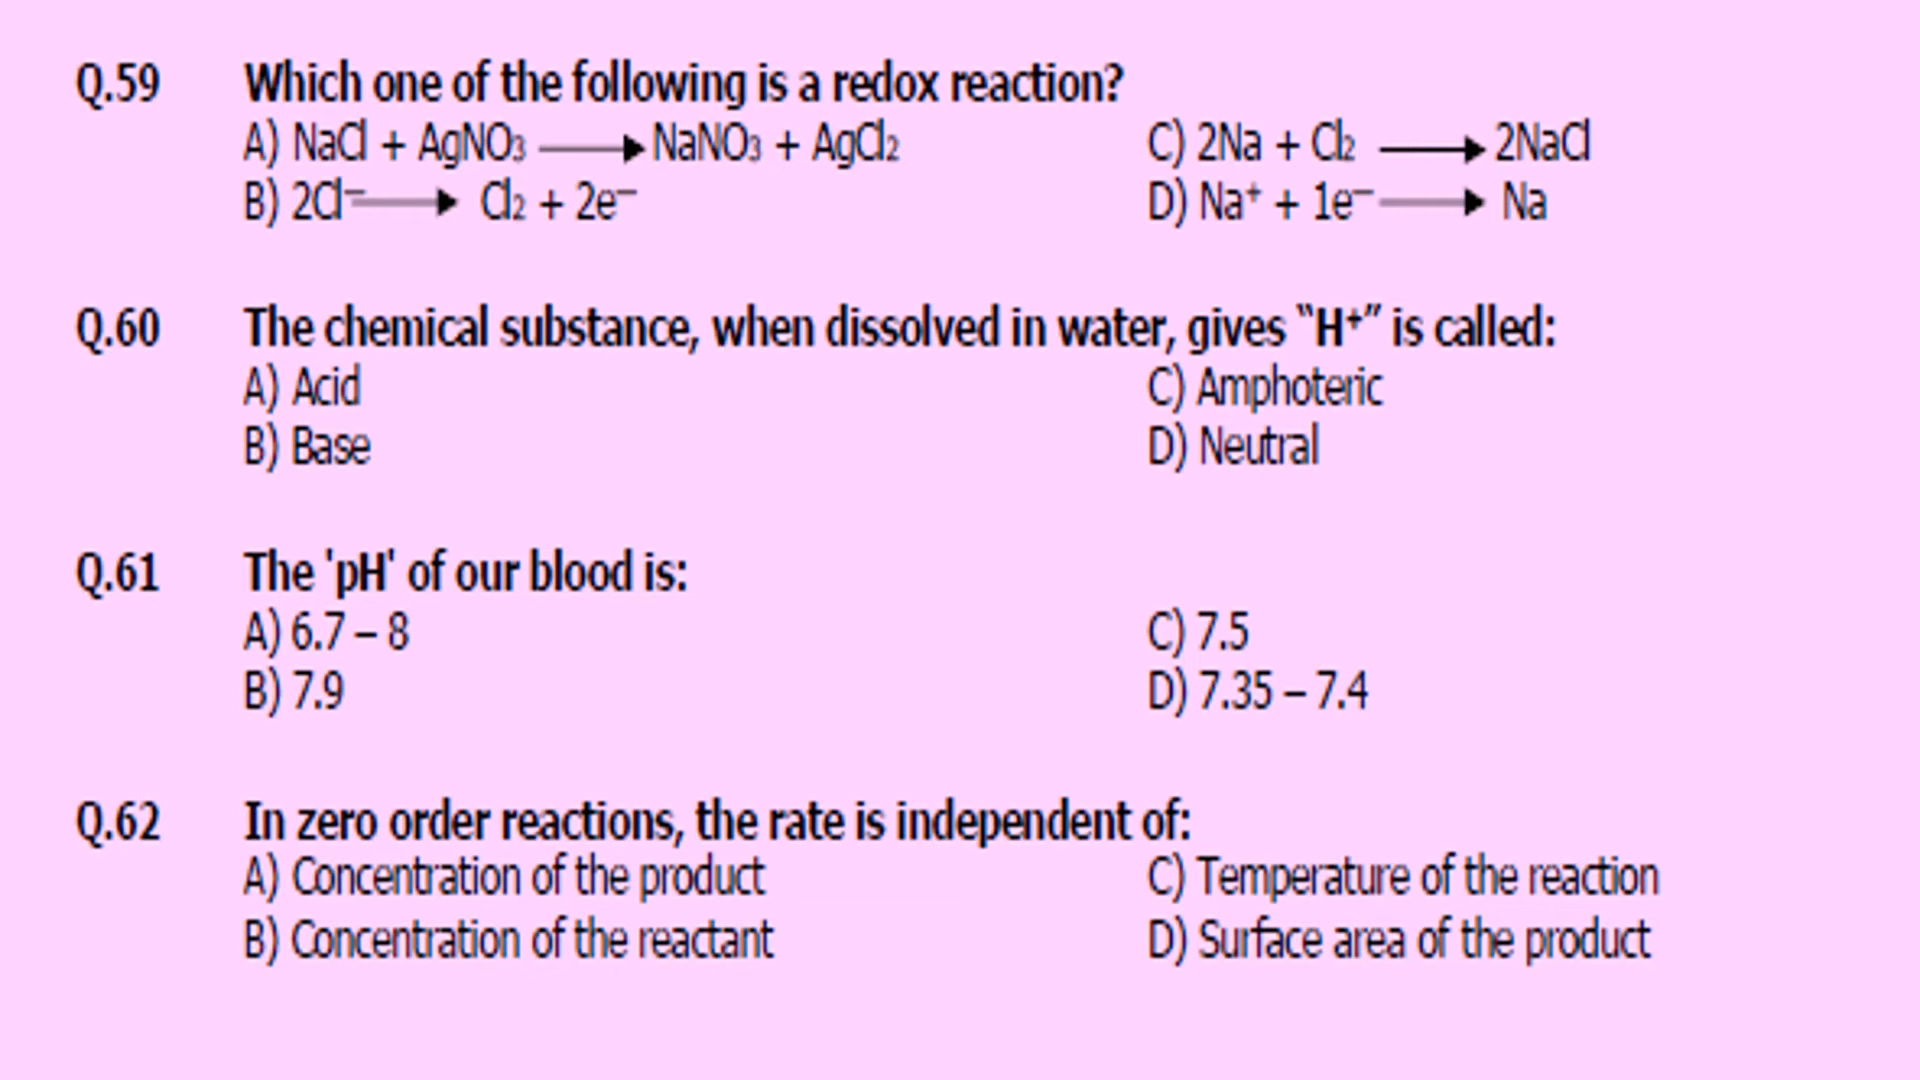 Q.59 Which one of the following is a redox reaction?
A) NaCl + AgNO₃ ⟶ NaNO₃ + AgCl₂ C) 2Na + Cl₂ ⟶ 2NaCl
B) 2Cl⁻ ⟶ Cl₂ + 2e⁻ D) Na⁺ + 1e⁻ ⟶ Na
Q.60 The chemical substance, when dissolved in water, gives “H⁺” is called:
A) Acid C) Amphoteric
B) Base D) Neutral
Q.61 The 'pH' of our blood is:
A) 6.7 – 8 C) 7.5
B) 7.9 D) 7.35 – 7.4
Q.62 In zero order reactions, the rate is independent of:
A) Concentration of the product C) Temperature of the reaction
B) Concentration of the reactant D) Surface area of the product